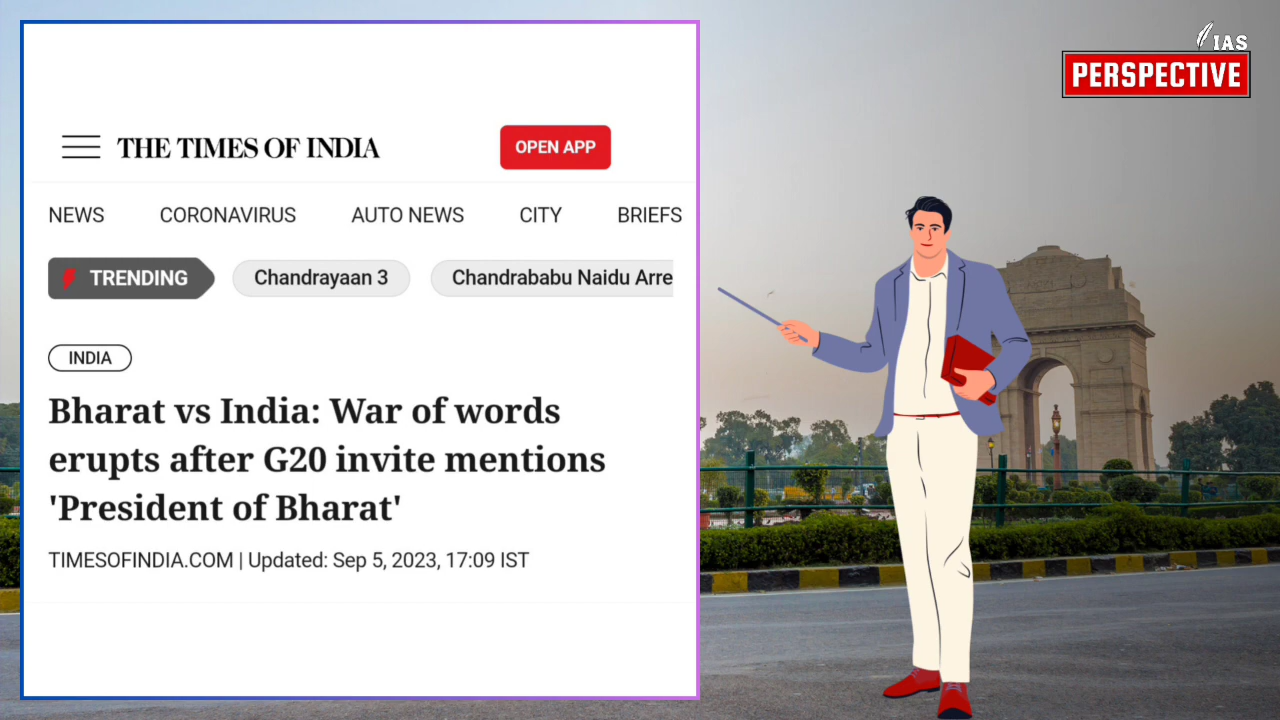 THE TIMES OF INDIA
OPEN APP
NEWS CORONAVIRUS AUTO NEWS CITY BRIEFS
TRENDING Chandrayaan 3 Chandrababu Naidu Arre
INDIA
Bharat vs India: War of words
erupts after G20 invite mentions
'President of Bharat'
TIMESOFINDIA.COM | Updated: Sep 5, 2023, 17:09 IST
IAS
PERSPECTIVE